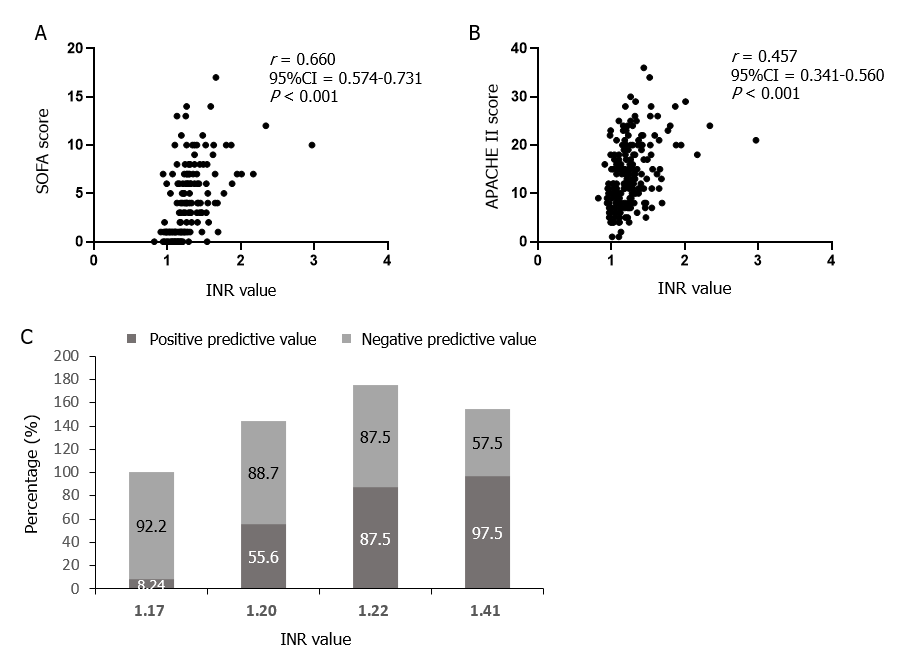 A
20
15
10
5
0
SOFA score
r = 0.660
95%CI = 0.574-0.731
P < 0.001
0 1 2 3 4
INR value
B
40
30
20
10
0
APACHE II score
r = 0.457
95%CI = 0.341-0.560
P < 0.001
0 1 2 3 4
INR value
C
Positive predictive value Negative predictive value
200
180
160
140
120
100
80
60
40
20
0
Percentage (%)
92.2
8.24
88.7
55.6
87.5
87.5
57.5
97.5
1.17 1.20 1.22 1.41
INR value